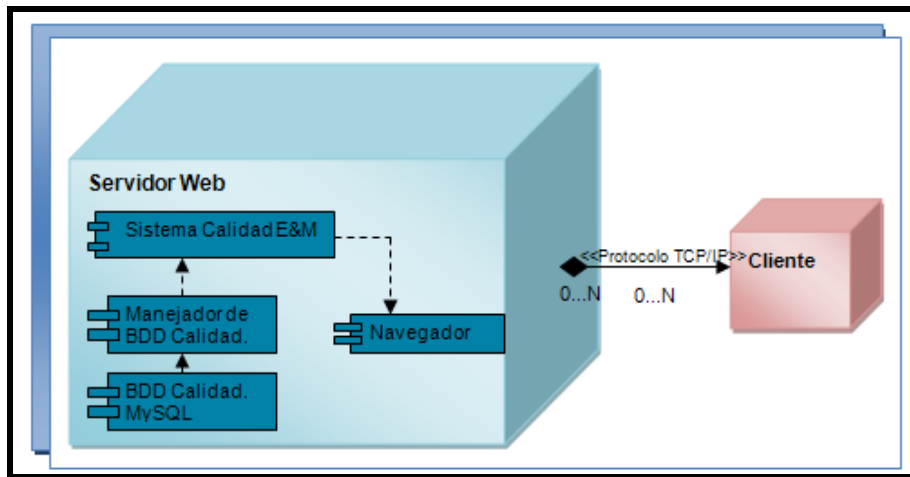 Servidor Web
Sistema Calidad E&M
Manejador de
BDD Calidad.
Navegador
BDD Calidad.
MySQL
<<Protocolo TCP/IP>>
0...N
0...N
Cliente